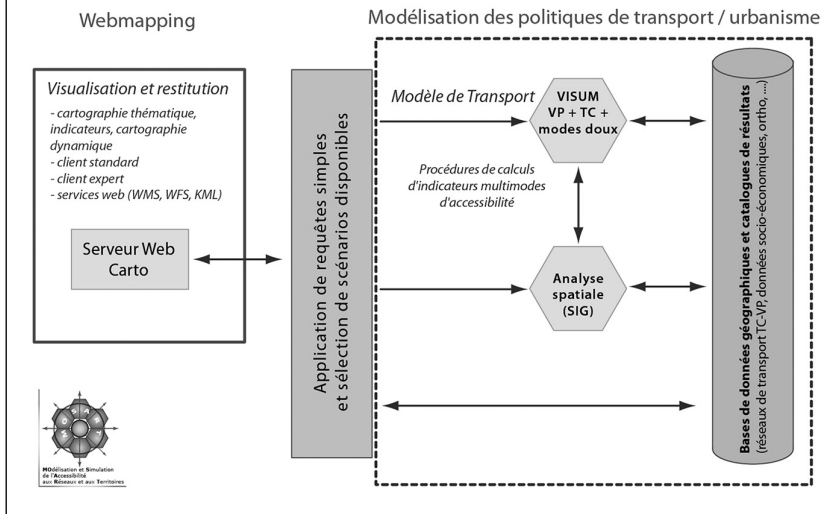 Webmapping
Modélisation des politiques de transport / urbanisme
Visualisation et restitution
- cartographie thématique,
indicateurs, cartographie
dynamique
- client standard
- client expert
- services web (WMS, WFS, KML)
Serveur Web
Carto
Application de requêtes simples
et sélection de scénarios disponibles
Modèle de Transport
VISUM
VP + TC +
modes doux
Procédures de calculs
d'indicateurs multimodes
d'accessibilité
Analyse
spatiale
(SIG)
Bases de données géographiques et catalogues de résultats
(réseaux de transport TC-VP, données socio-économiques, ortho, ....)
MOdélisation et Simulation
de l'Accessibilité
aux Réseaux et aux Territoires